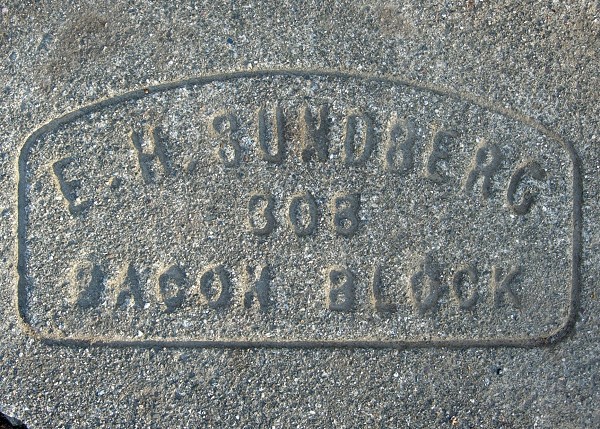 E. H. SUNDBERG
308
BACON BLOCK